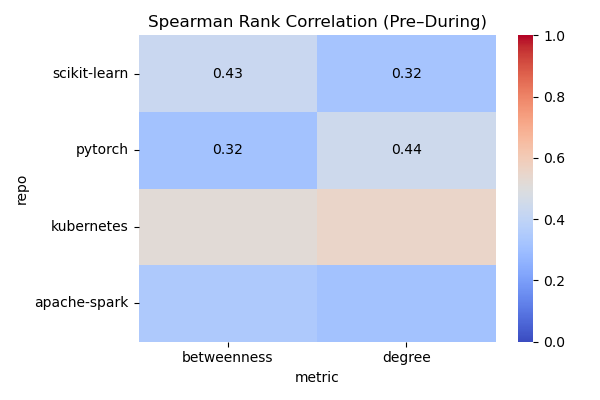 Spearman Rank Correlation (Pre–During)
scikit-learn 0.43 0.32 1.0
0.8
pytorch 0.32 0.44 0.6
repo
kubernetes 0.4
0.2
apache-spark
0.0
betweenness degree
metric